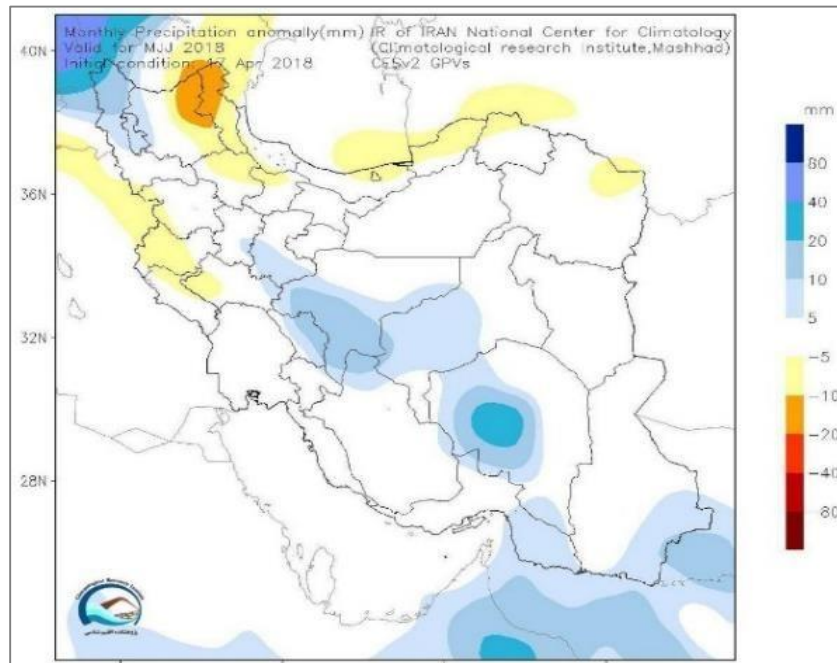 Monthly Precipitation anomaly(mm) IR of IRAN National Center for Climatology
Valid for MJJ 2018 (Climatological research Institute,Mashhad)
Initial condition: 17 Apr 2018 CFSv2 GPVs
40N
36N
32N
28N
mm
80
40
20
10
5
-5
-10
-20
-40
-80